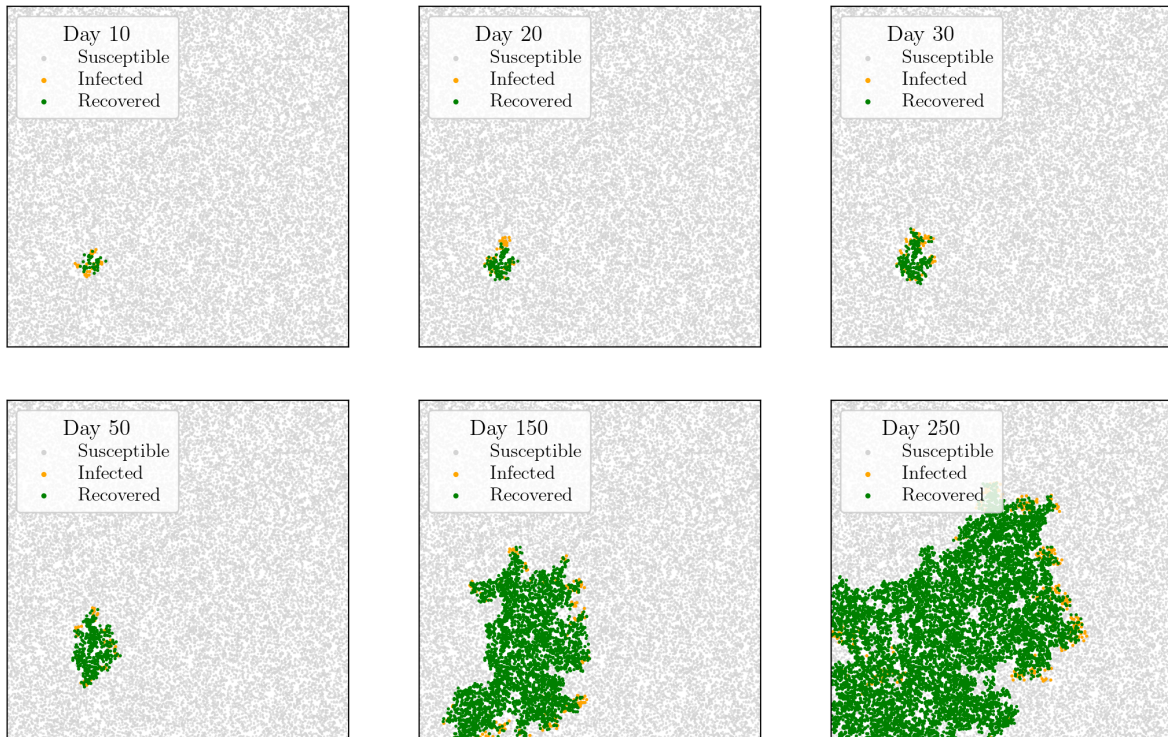 Day 10
Susceptible
Infected
Recovered
Day 20
Susceptible
Infected
Recovered
Day 30
Susceptible
Infected
Recovered
Day 50
Susceptible
Infected
Recovered
Day 150
Susceptible
Infected
Recovered
Day 250
Susceptible
Infected
Recovered